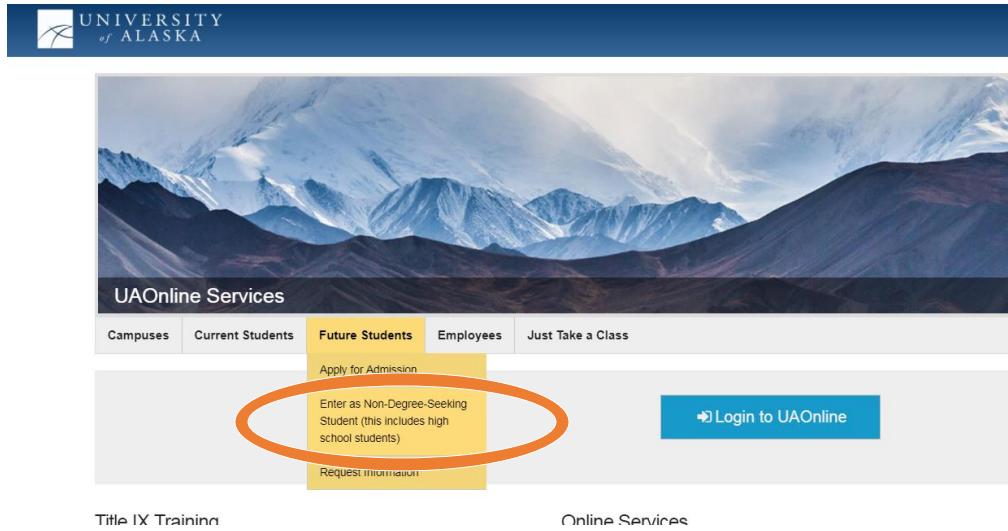 UNIVERSITY
of ALASKA
UAOnline Services
Campuses
Current Students
Future Students
Employees
Just Take a Class
Apply for Admission
Enter as Non-Degree-Seeking
Student (this includes high
school students)
Request Information
Login to UAOnline
Title IX Training
Online Services